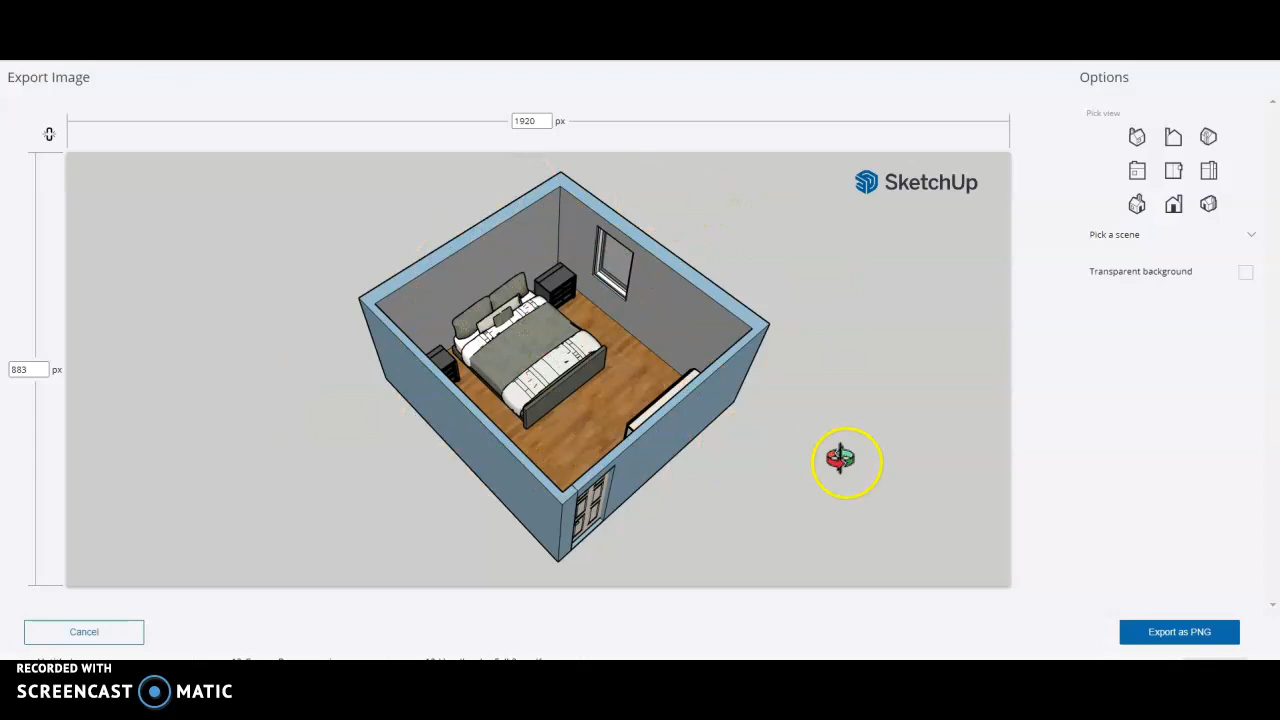 Export Image
Options
1920 px
Pick view
SketchUp
Pick a scene
Transparent background
883 px
Cancel
Export as PNG
RECORDED WITH
SCREENCAST MATIC